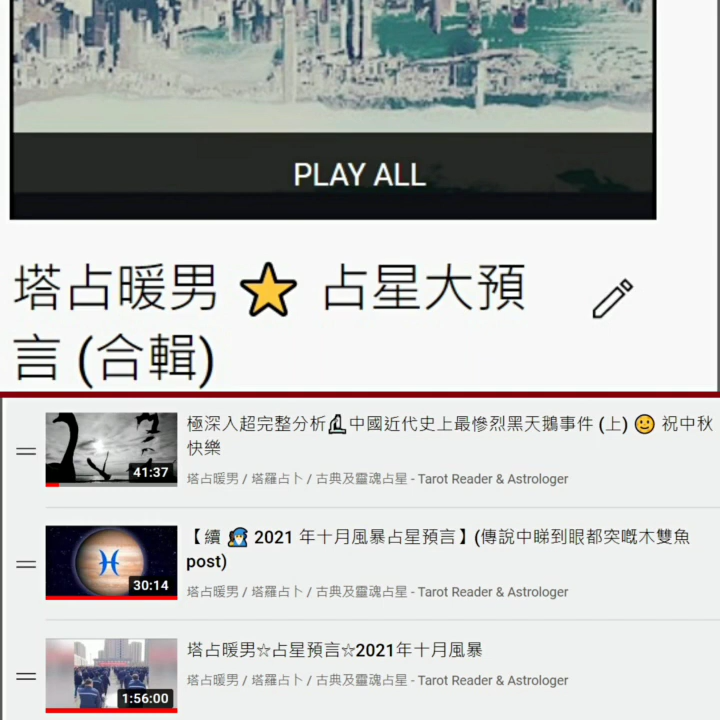 PLAY ALL
塔占暖男 ⭐ 占星大預
言 (合輯)
極深入超完整分析🦢中國近代史上最慘烈黑天鵝事件 (上) 🙂 祝中秋
快樂
41:37
塔占暖男 / 塔羅占卜 / 古典及靈魂占星 - Tarot Reader & Astrologer
【續 🧙 2021 年十月風暴占星預言】(傳說中睇到眼都突嘅木雙魚
post)
30:14
塔占暖男 / 塔羅占卜 / 古典及靈魂占星 - Tarot Reader & Astrologer
塔占暖男☆占星預言☆2021年十月風暴
塔占暖男 / 塔羅占卜 / 古典及靈魂占星 - Tarot Reader & Astrologer
1:56:00